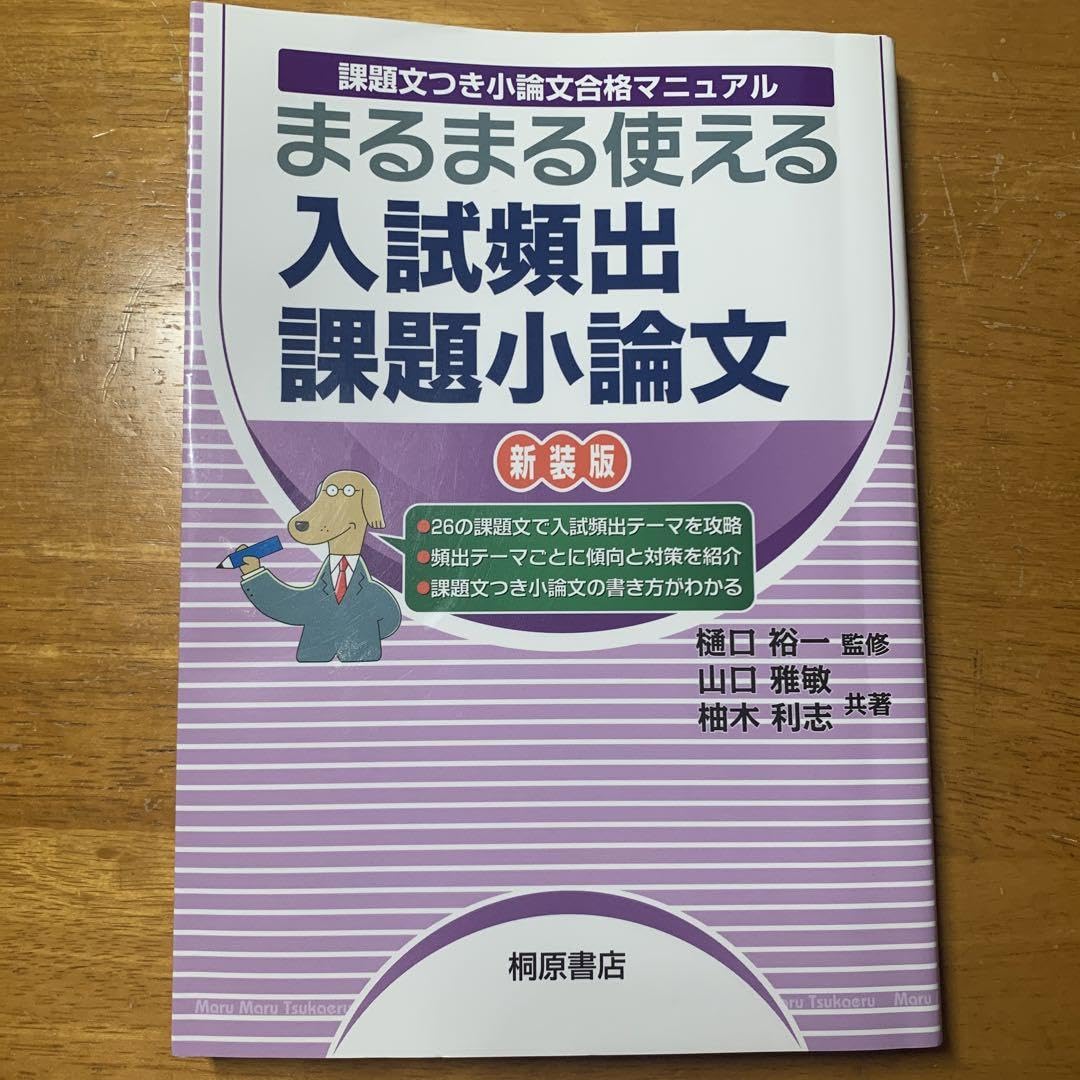 課題文つき小論文合格マニュアル
まるまる使える
入試頻出
課題小論文
新装版
●26の課題文で入試頻出テーマを攻略
●頻出テーマごとに傾向と対策を紹介
●課題文つき小論文の書き方がわかる
樋口 裕一 監修
山口 雅敏
柚木 利志 共著
桐原書店
Maru Maru Tsukaeru
ru Tsukaeru Maru